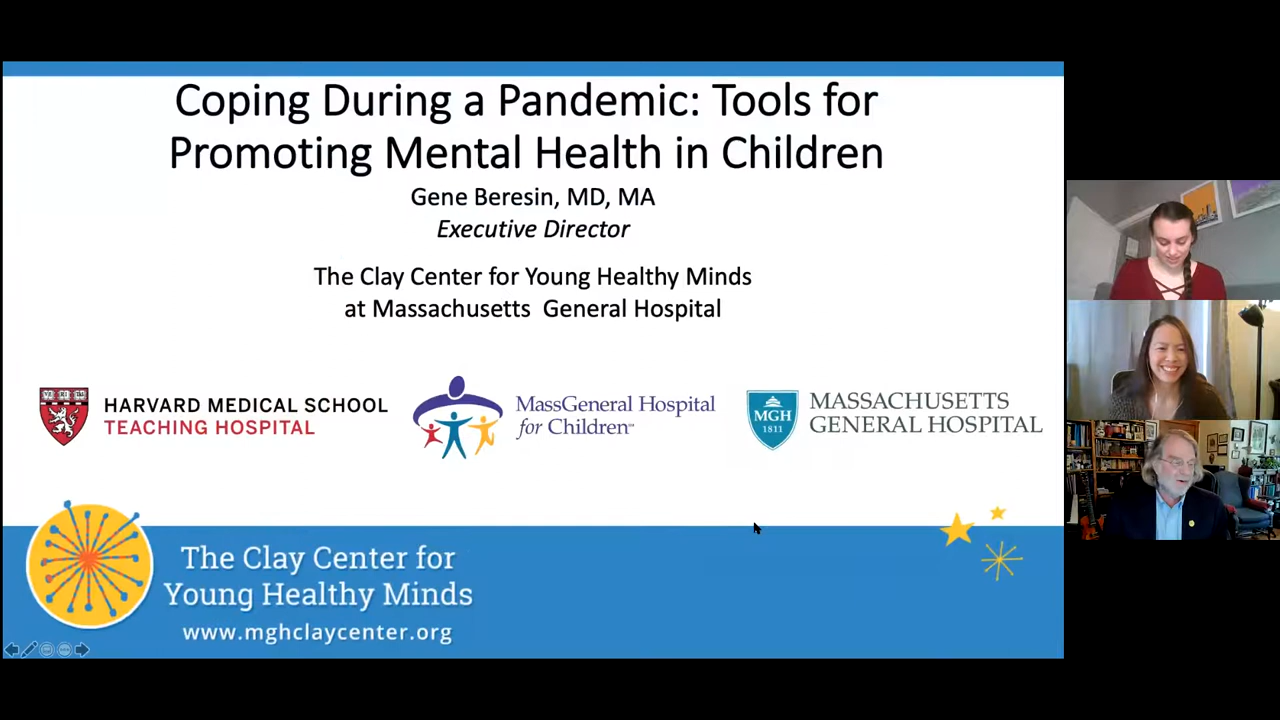 Coping During a Pandemic: Tools for
Promoting Mental Health in Children
Gene Beresin, MD, MA
Executive Director
The Clay Center for Young Healthy Minds
at Massachusetts General Hospital
HARVARD MEDICAL SCHOOL
TEACHING HOSPITAL
MassGeneral Hospital
for Children™
MGH
1811
MASSACHUSETTS
GENERAL HOSPITAL
The Clay Center for
Young Healthy Minds
www.mghclaycenter.org